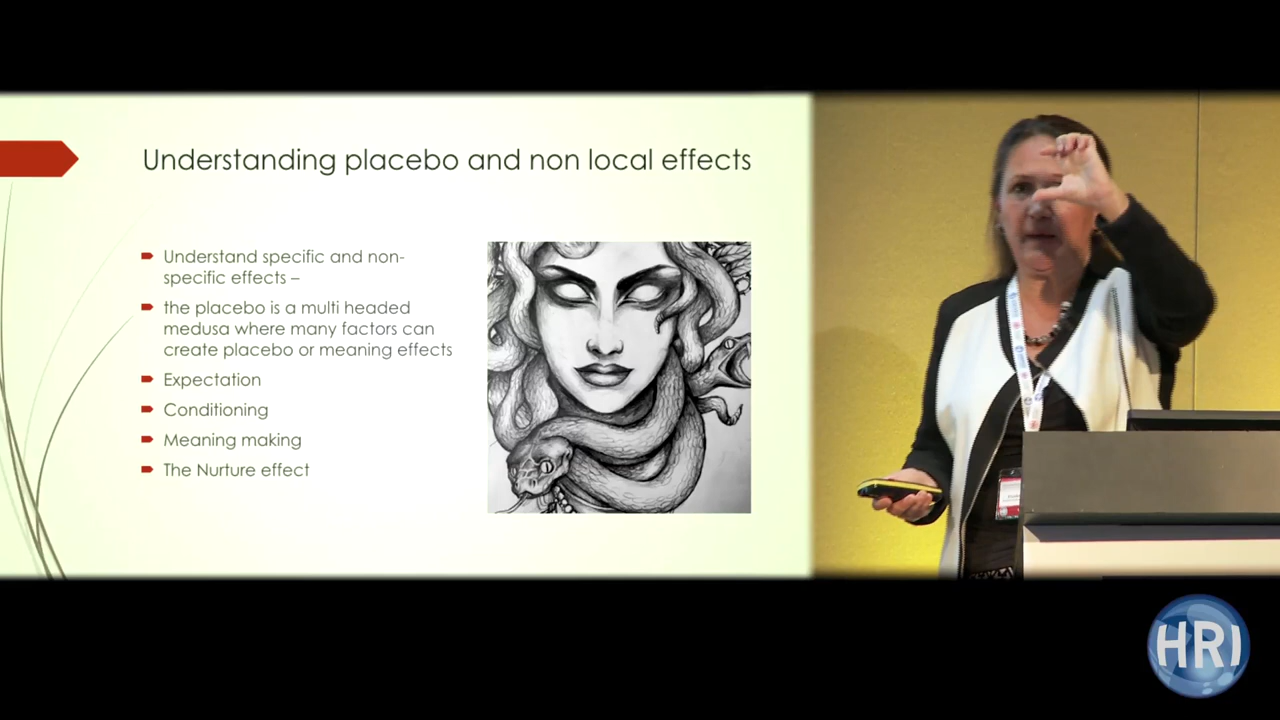 Understanding placebo and non local effects
Understand specific and non-
specific effects –
the placebo is a multi headed
medusa where many factors can
create placebo or meaning effects
Expectation
Conditioning
Meaning making
The Nurture effect
HRI